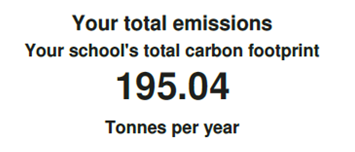 Your total emissions
Your school's total carbon footprint
195.04
Tonnes per year